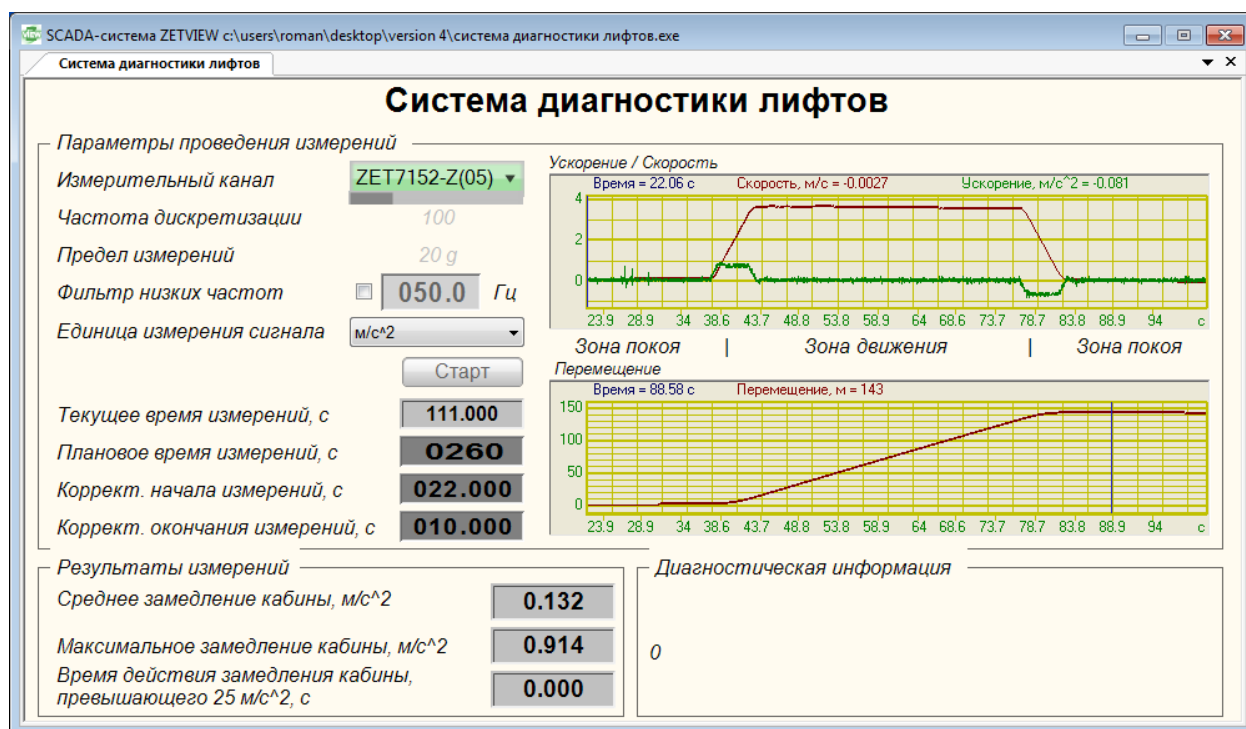 SCADA-система ZETVIEW c:\users\roman\desktop\version 4\система диагностики лифтов.exe
Система диагностики лифтов
Система диагностики лифтов
Параметры проведения измерений
Измерительный канал ZET7152-Z(05)
Частота дискретизации 100
Предел измерений 20 g
Фильтр низких частот 050.0 Гц
Единица измерения сигнала м/с^2
Старт
Текущее время измерений, с 111.000
Плановое время измерений, с 0260
Коррект. начала измерений, с 022.000
Коррект. окончания измерений, с 010.000
Ускорение / Скорость
Время = 22.06 с Скорость, м/с = -0.0027 Ускорение, м/с^2 = -0.081
4
2
0
23.9 28.9 34 38.6 43.7 48.8 53.8 58.9 64 68.6 73.7 78.7 83.8 88.9 94 с
Зона покоя | Зона движения | Зона покоя
Перемещение
Время = 88.58 с Перемещение, м = 143
150
100
50
0
23.9 28.9 34 38.6 43.7 48.8 53.8 58.9 64 68.6 73.7 78.7 83.8 88.9 94 с
Результаты измерений
Среднее замедление кабины, м/с^2 0.132
Максимальное замедление кабины, м/с^2 0.914
Время действия замедления кабины,
превышающего 25 м/с^2, с 0.000
Диагностическая информация
0